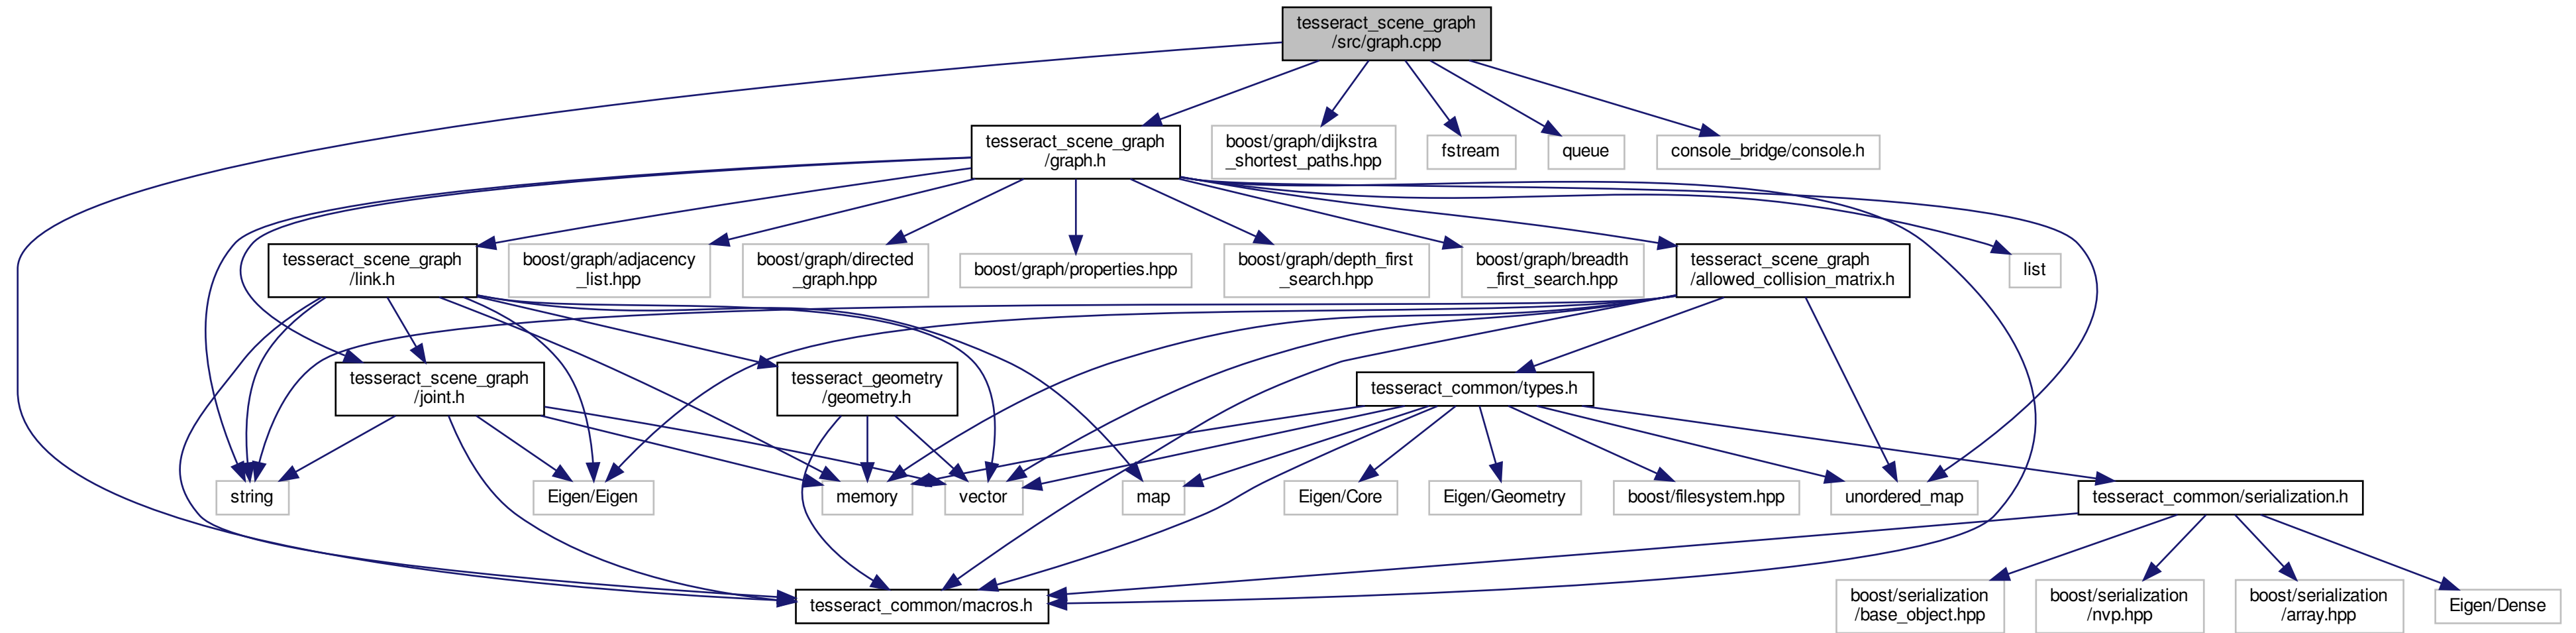 tesseract_scene_graph
/src/graph.cpp
tesseract_scene_graph
/graph.h
boost/graph/dijkstra
_shortest_paths.hpp
fstream
queue
console_bridge/console.h
tesseract_scene_graph
/link.h
boost/graph/adjacency
_list.hpp
boost/graph/directed
_graph.hpp
boost/graph/properties.hpp
boost/graph/depth_first
_search.hpp
boost/graph/breadth
_first_search.hpp
tesseract_scene_graph
/allowed_collision_matrix.h
list
tesseract_scene_graph
/joint.h
tesseract_geometry
/geometry.h
tesseract_common/types.h
string
Eigen/Eigen
memory
vector
map
Eigen/Core
Eigen/Geometry
boost/filesystem.hpp
unordered_map
tesseract_common/serialization.h
tesseract_common/macros.h
boost/serialization
/base_object.hpp
boost/serialization
/nvp.hpp
boost/serialization
/array.hpp
Eigen/Dense